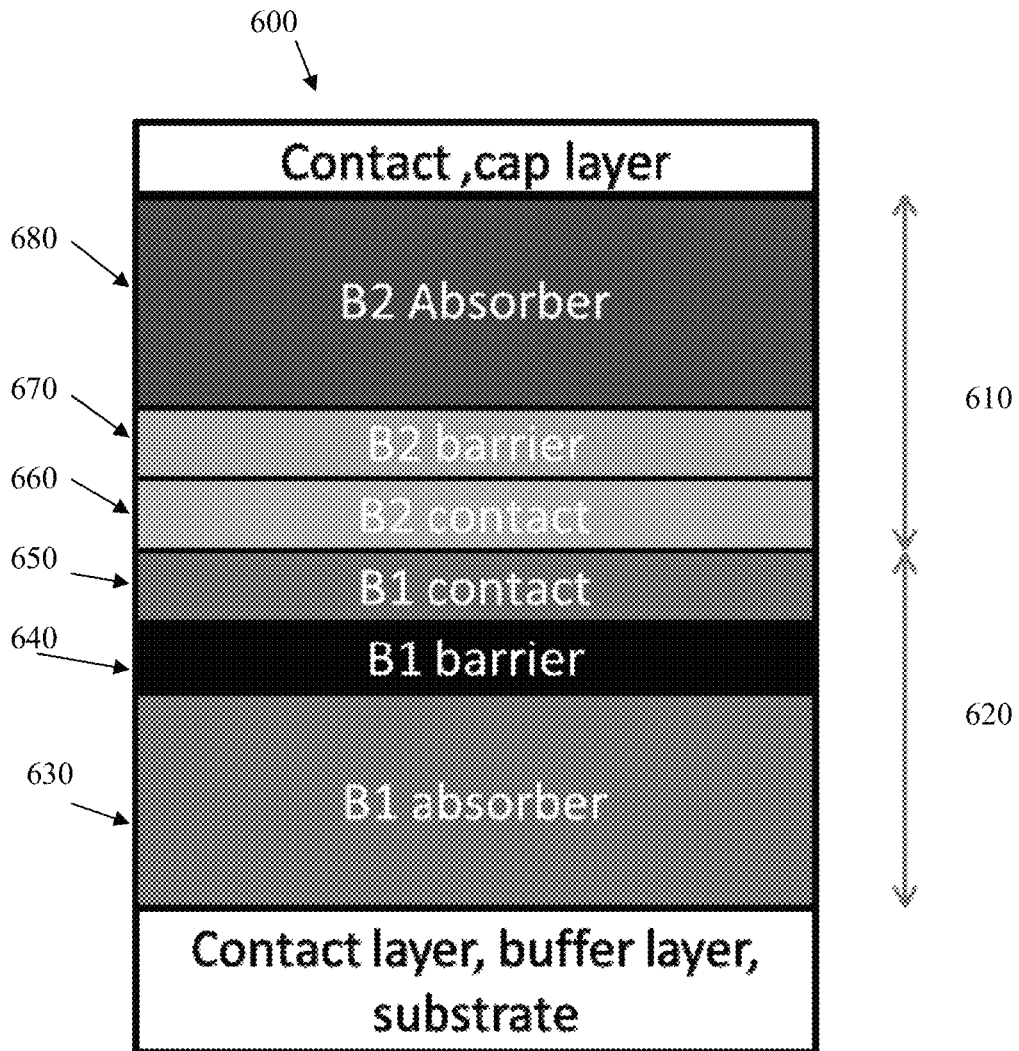 600
Contact ,cap layer
680
B2 Absorber
670
B2 barrier
610
660
B2 contact
650
B1 contact
640
B1 barrier
620
630
B1 absorber
Contact layer, buffer layer,
substrate